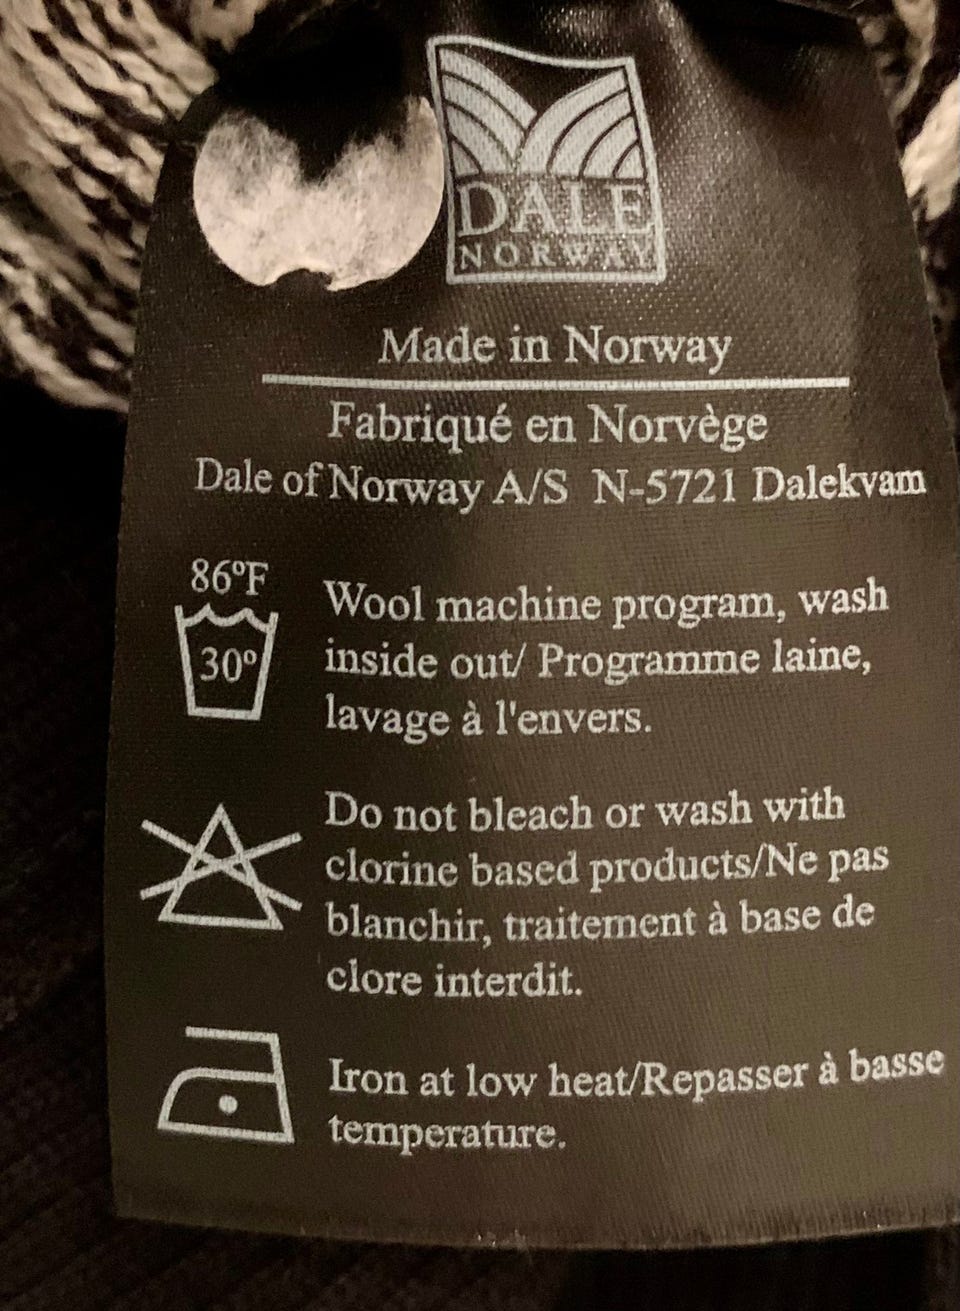 DALE
NORWAY
Made in Norway
Fabriqué en Norvège
Dale of Norway A/S N-5721 Dalekvam
86ºF
30º
Wool machine program, wash
inside out/ Programme laine,
lavage à l'envers.
Do not bleach or wash with
clorine based products/Ne pas
blanchir, traitement à base de
clore interdit.
Iron at low heat/Repasser à basse
temperature.